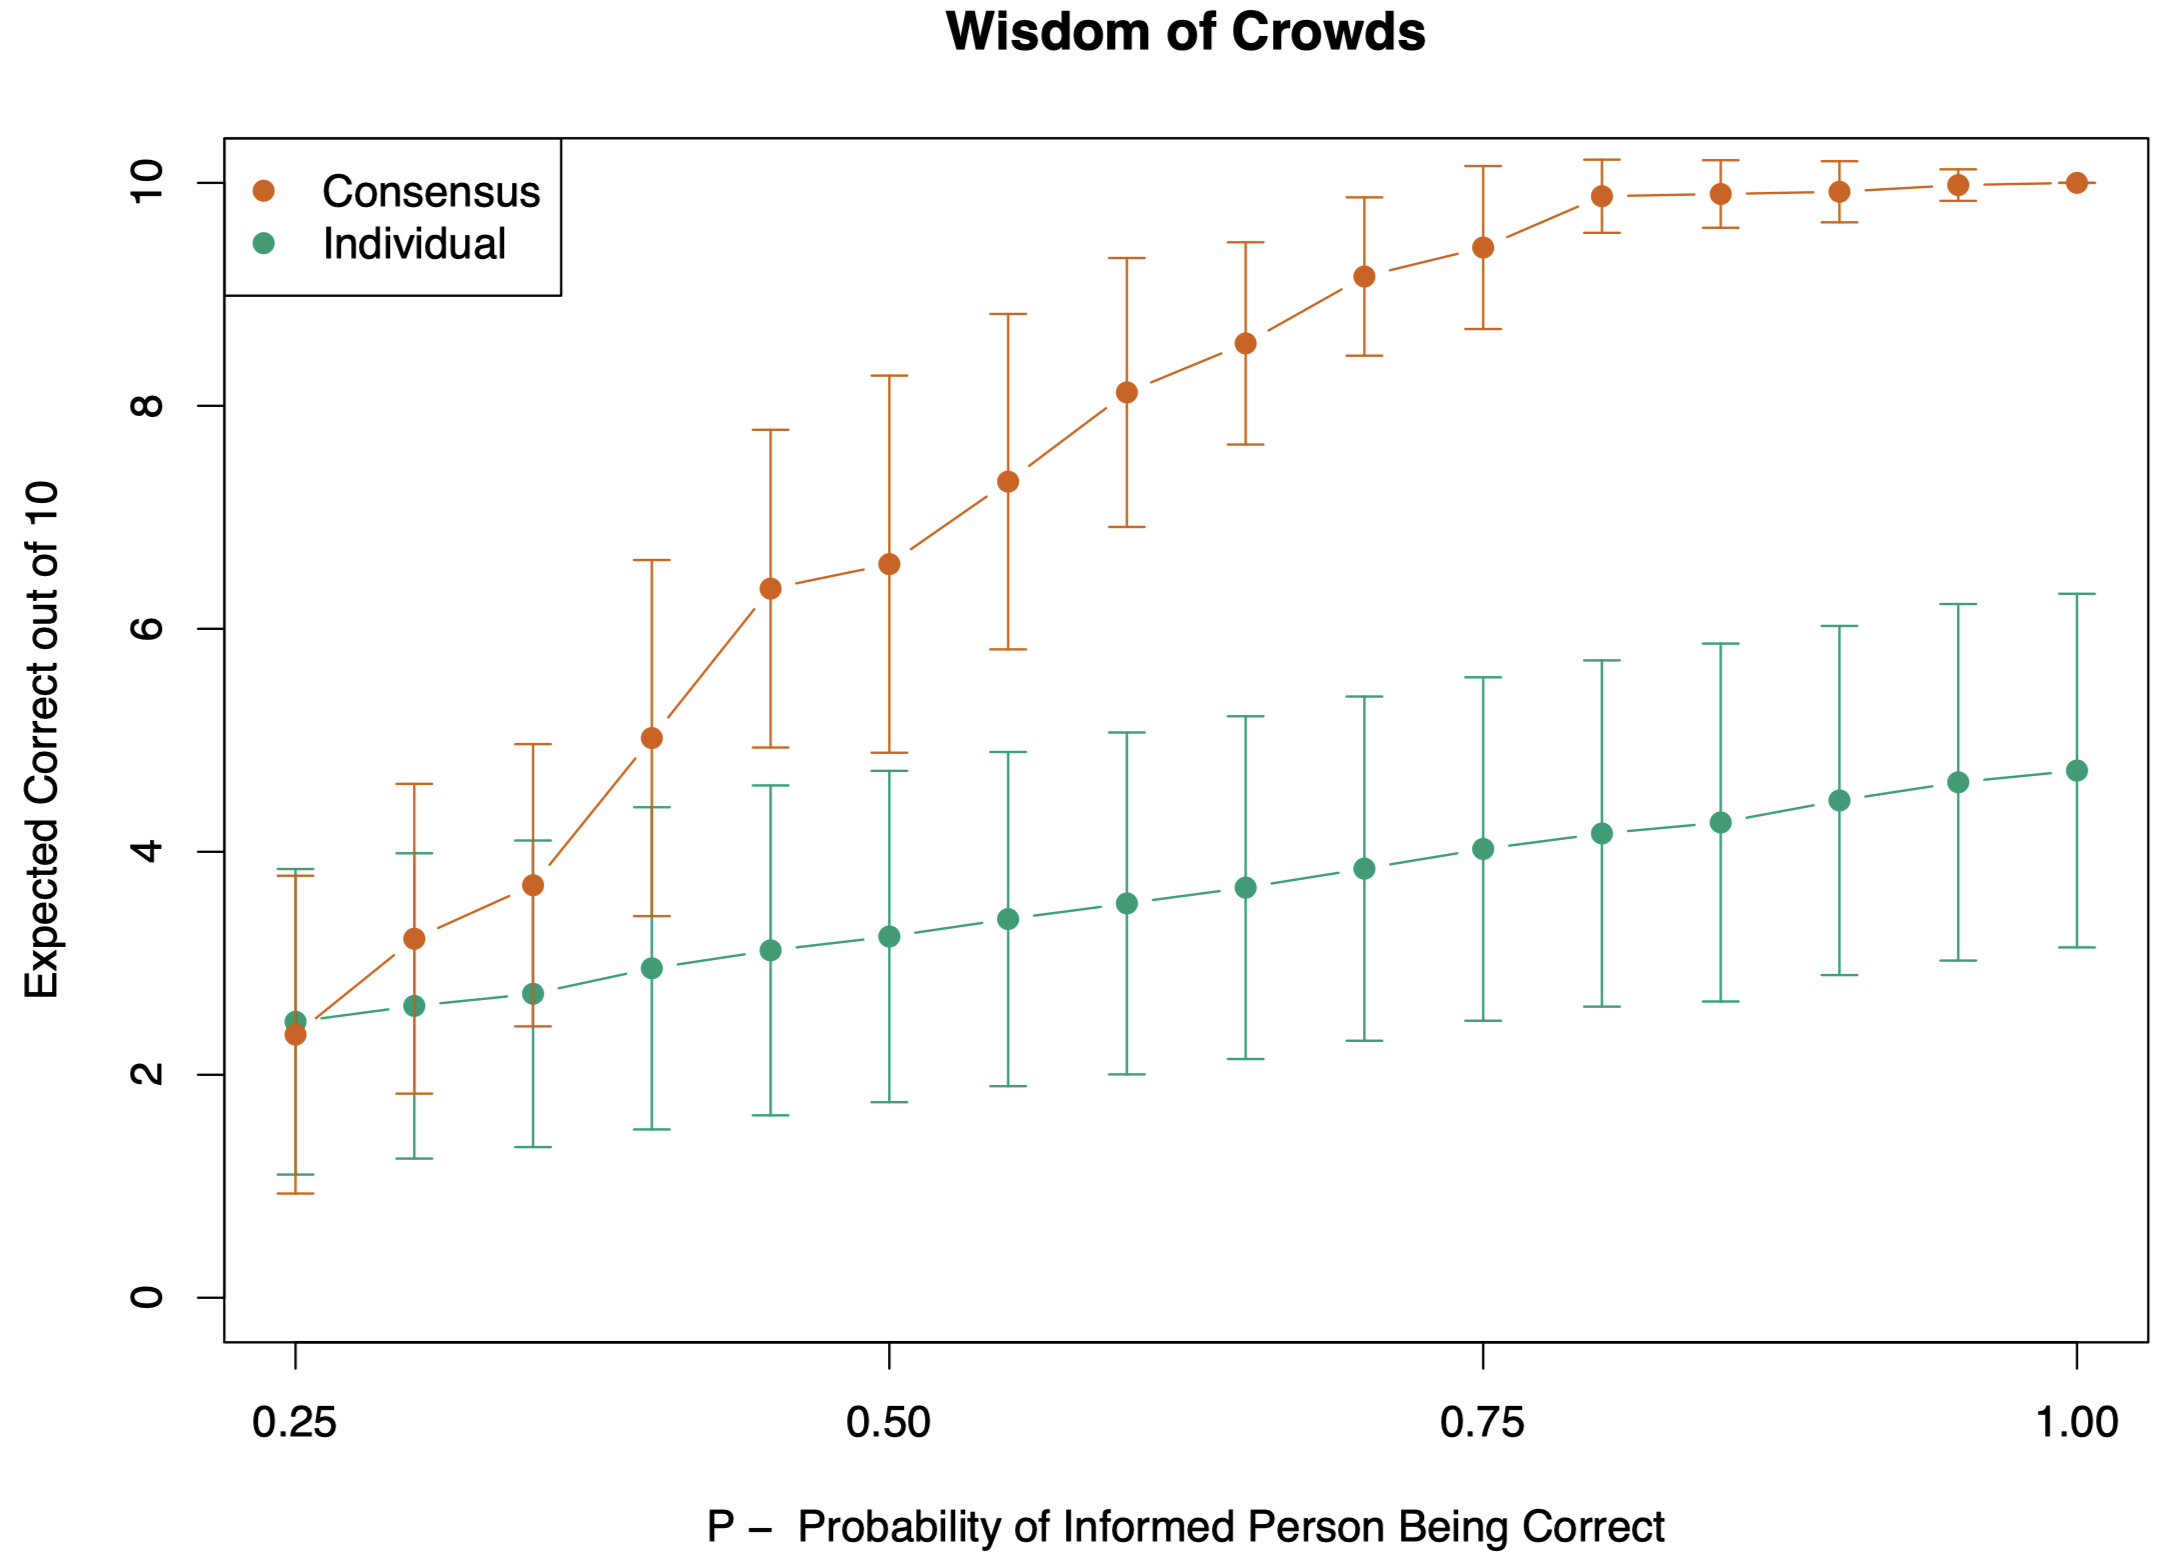 Wisdom of Crowds
Consensus
Individual
Expected Correct out of 10
10
8
6
4
2
0
0.25 0.50 0.75 1.00
P – Probability of Informed Person Being Correct